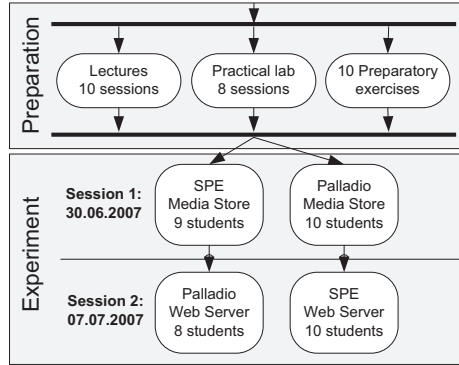 Preparation
Lectures
10 sessions
Practical lab
8 sessions
10 Preparatory
exercises
Experiment
Session 1:
30.06.2007
SPE
Media Store
9 students
Palladio
Media Store
10 students
Session 2:
07.07.2007
Palladio
Web Server
8 students
SPE
Web Server
10 students